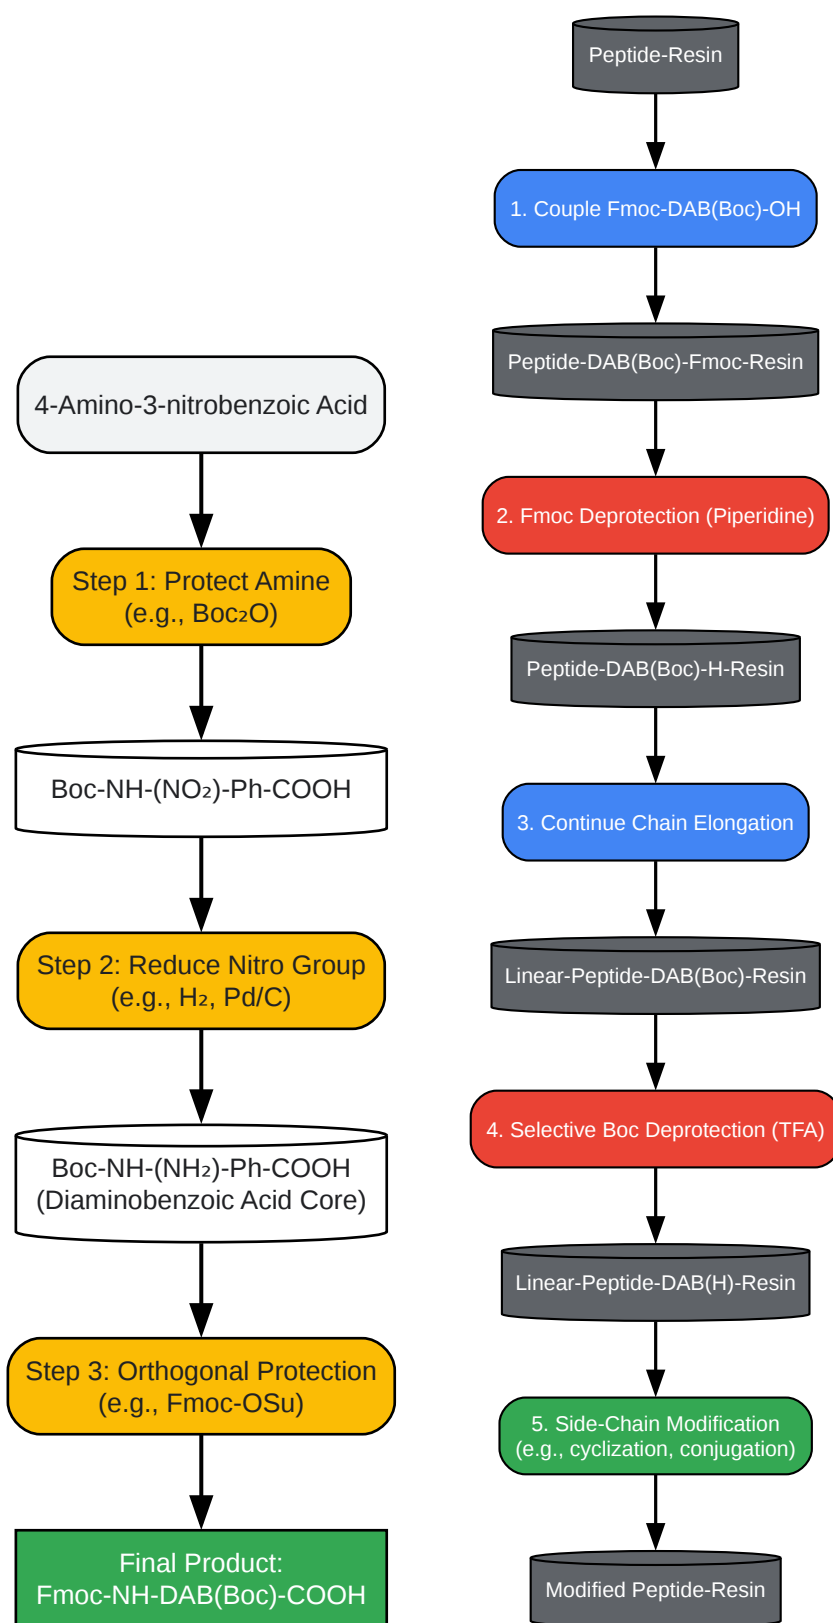 4-Amino-3-nitrobenzoic Acid
Step 1: Protect Amine
(e.g., Boc₂O)
Boc-NH-(NO₂)-Ph-COOH
Step 2: Reduce Nitro Group
(e.g., H₂, Pd/C)
Boc-NH-(NH₂)-Ph-COOH
(Diaminobenzoic Acid Core)
Step 3: Orthogonal Protection
(e.g., Fmoc-OSu)
Final Product:
Fmoc-NH-DAB(Boc)-COOH
Peptide-Resin
1. Couple Fmoc-DAB(Boc)-OH
Peptide-DAB(Boc)-Fmoc-Resin
2. Fmoc Deprotection (Piperidine)
Peptide-DAB(Boc)-H-Resin
3. Continue Chain Elongation
Linear-Peptide-DAB(Boc)-Resin
4. Selective Boc Deprotection (TFA)
Linear-Peptide-DAB(H)-Resin
5. Side-Chain Modification
(e.g., cyclization, conjugation)
Modified Peptide-Resin